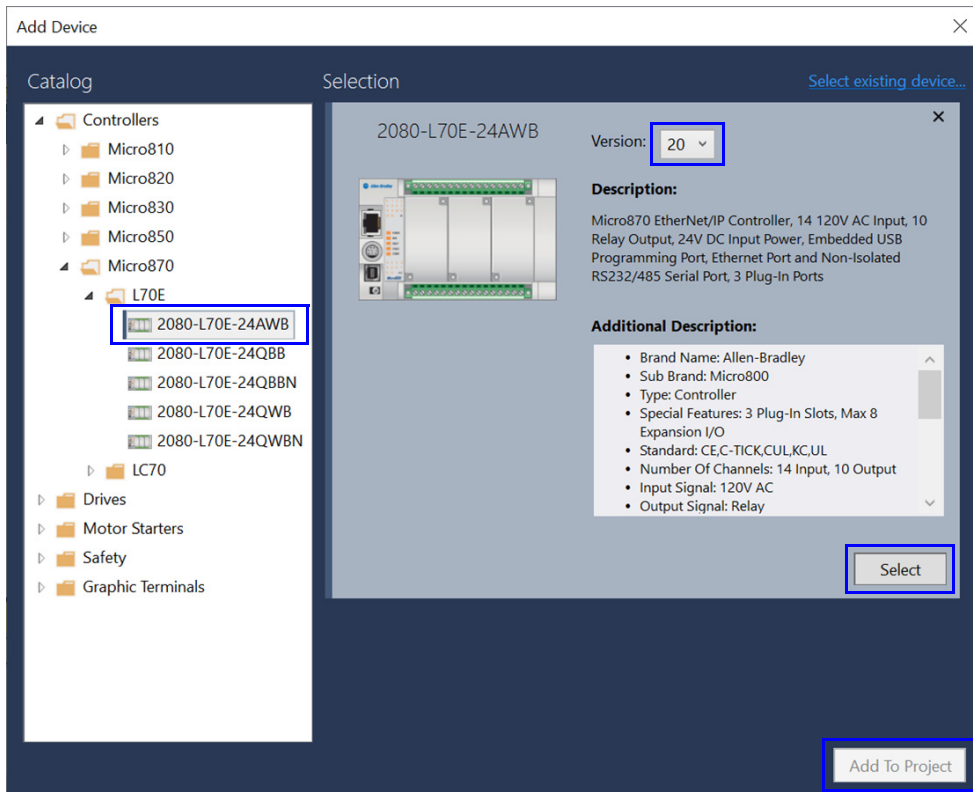 Add Device
Catalog
Selection
Select existing device...
Controllers
Micro810
Micro820
Micro830
Micro850
Micro870
L70E
2080-L70E-24AWB
2080-L70E-24QBB
2080-L70E-24QBBN
2080-L70E-24QWB
2080-L70E-24QWBN
LC70
Drives
Motor Starters
Safety
Graphic Terminals
2080-L70E-24AWB
Version: 20
Description:
Micro870 EtherNet/IP Controller, 14 120V AC Input, 10
Relay Output, 24V DC Input Power, Embedded USB
Programming Port, Ethernet Port and Non-Isolated
RS232/485 Serial Port, 3 Plug-In Ports
Additional Description:
• Brand Name: Allen-Bradley
• Sub Brand: Micro800
• Type: Controller
• Special Features: 3 Plug-In Slots, Max 8
Expansion I/O
• Standard: CE,C-TICK,CUL,KC,UL
• Number Of Channels: 14 Input, 10 Output
• Input Signal: 120V AC
• Output Signal: Relay
Select
Add To Project